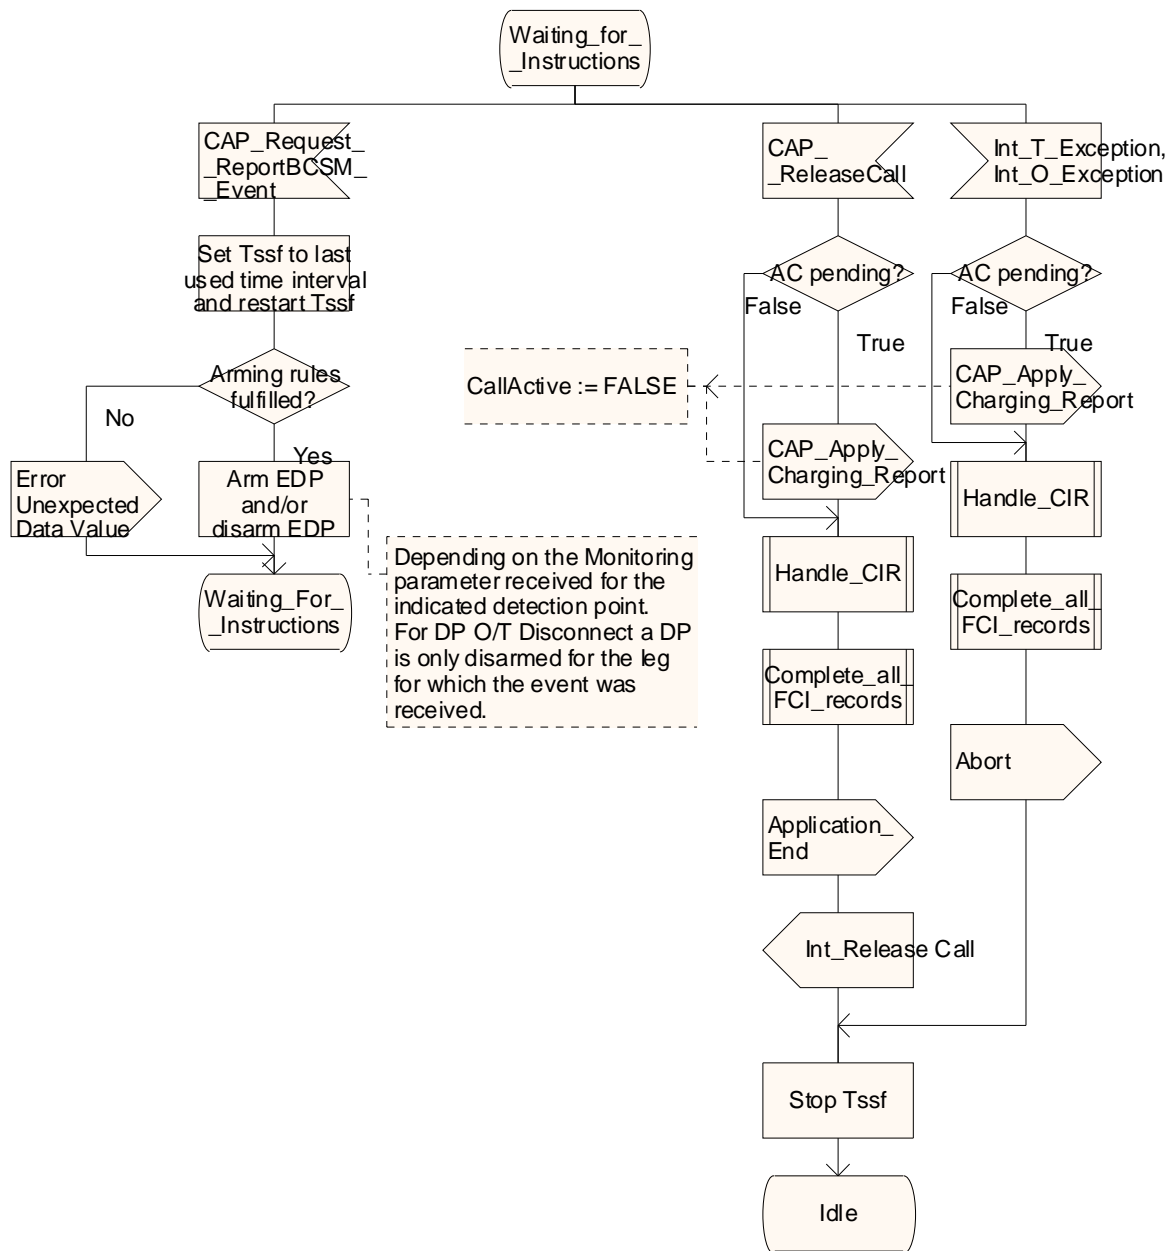 Waiting_for_
_Instructions
CAP_Request_
_ReportBCSM_
_Event
CAP_
_ReleaseCall
Int_T_Exception,
Int_O_Exception
Set Tssf to last
used time interval
and restart Tssf
AC pending?
AC pending?
False
False
True
True
Arming rules
fulfilled?
No
Yes
CallActive := FALSE
CAP_Apply_
Charging_Report
CAP_Apply_
Charging_Report
Error
Unexpected
Data Value
Arm EDP
and/or
disarm EDP
Handle_CIR
Depending on the Monitoring
parameter received for the
indicated detection point.
For DP O/T Disconnect a DP
is only disarmed for the leg
for which the event was
received.
Waiting_For_
_Instructions
Handle_CIR
Complete_all_
FCI_records
Complete_all_
FCI_records
Abort
Application_
End
Int_Release Call
Stop Tssf
Idle